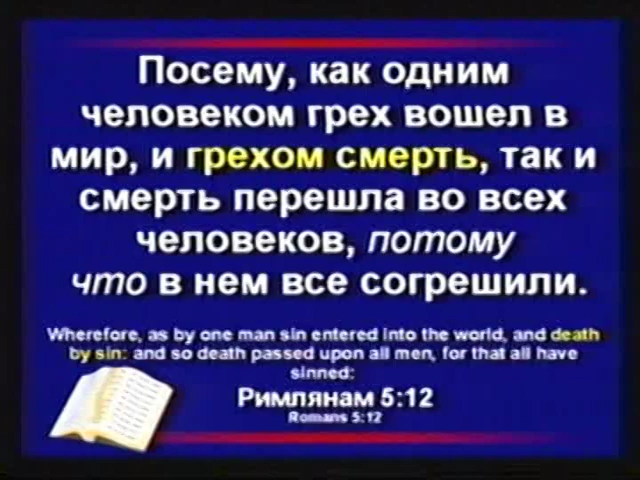 Посему, как одним
человеком грех вошел в
мир, и грехом смерть, так и
смерть перешла во всех
человеков, потому
что в нем все согрешили.
Wherefore, as by one man sin entered into the world, and death
by sin: and so death passed upon all men, for that all have
sinned:
Римлянам 5:12
Romans 5:12